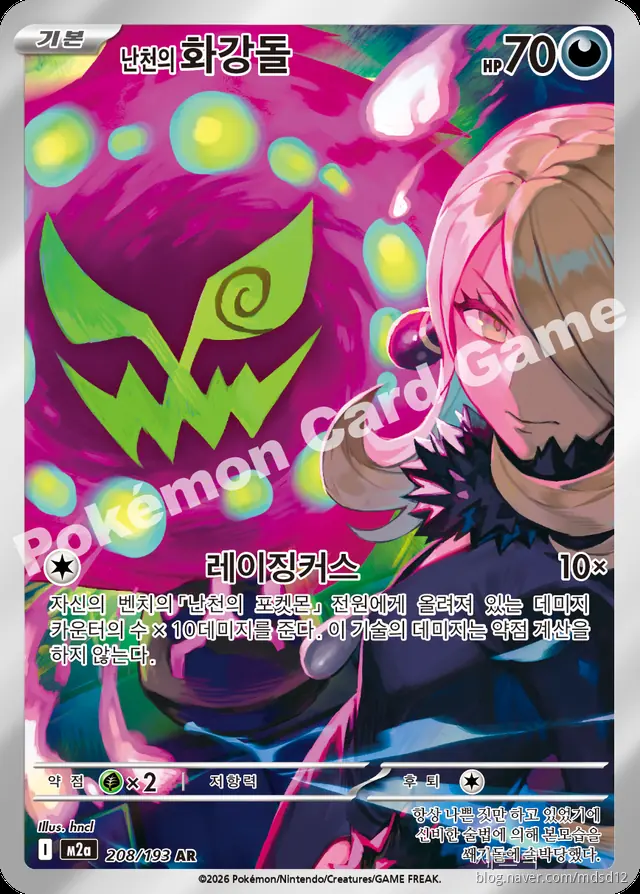 기본
난천의 화강돌
HP 70
Pokémon Card Game
레이징커스 10×
자신의 벤치의 「난천의 포켓몬」 전원에게 올려져 있는 데미지
카운터의 수 × 10데미지를 준다. 이 기술의 데미지는 약점 계산을
하지 않는다.
약점 ×2 저항력 후퇴
Illus. hncl
항상 나쁜 것만 하고 있었기에
신비한 술법에 의해 본모습을
쐐기돌에 속박당했다.
I m2a 208/193 AR
©2026 Pokémon/Nintendo/Creatures/GAME FREAK.
blog.naver.com/mdsd12